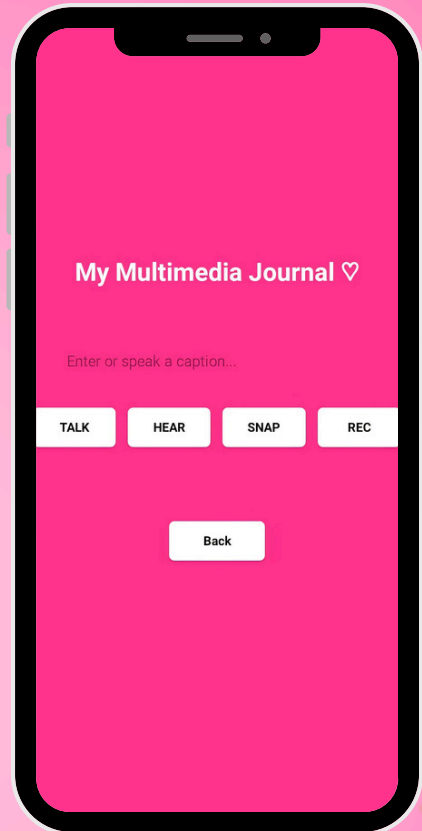 My Multimedia Journal ♡
Enter or speak a caption...
TALK HEAR SNAP REC
Back